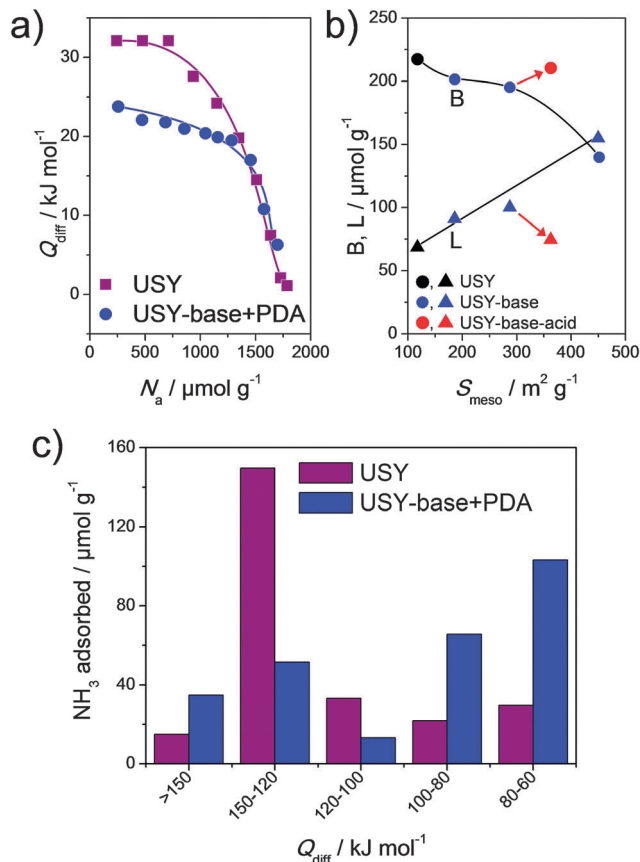 a)
30
20
10
0
Q_diff / kJ mol⁻¹
USY
USY-base+PDA
0 500 1000 1500 2000
N_a / μmol g⁻¹
b)
250
200
150
100
50
0
B, L / μmol g⁻¹
B
L
, USY
, USY-base
, USY-base-acid
100 200 300 400 500
S_meso / m² g⁻¹
c)
160
120
80
40
0
NH₃ adsorbed / μmol g⁻¹
USY
USY-base+PDA
>150 150-120 120-100 100-80 80-60
Q_diff / kJ mol⁻¹